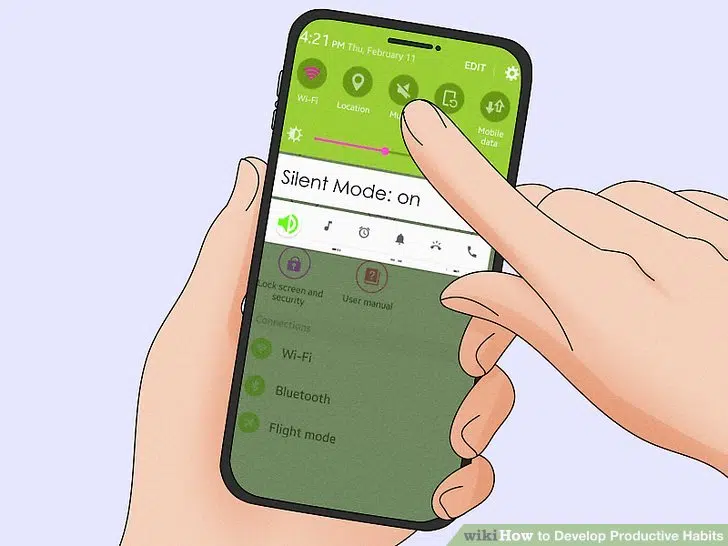 4:21 PM Thu, February 11
EDIT
Wi-Fi
Location
Mobile
data
Silent Mode: on
Lock screen and
security
User manual
Connections
Wi-Fi
Bluetooth
Flight mode
wikiHow to Develop Productive Habits